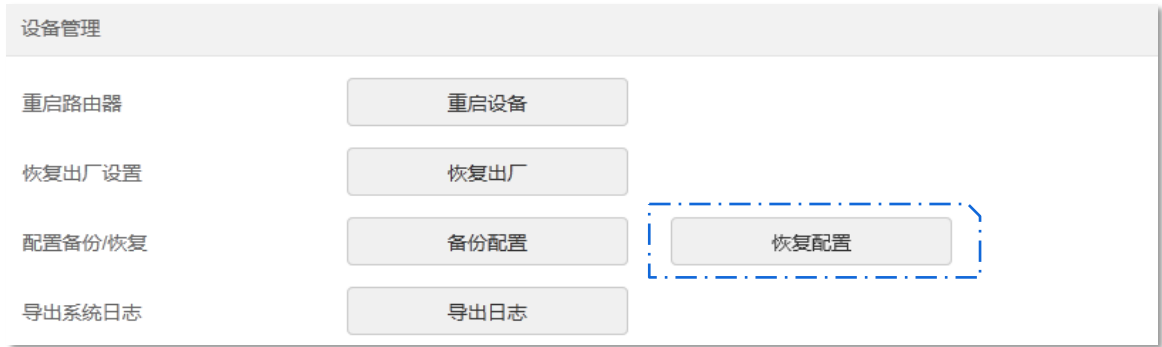 设备管理
重启路由器 重启设备
恢复出厂设置 恢复出厂
配置备份/恢复 备份配置 恢复配置
导出系统日志 导出日志